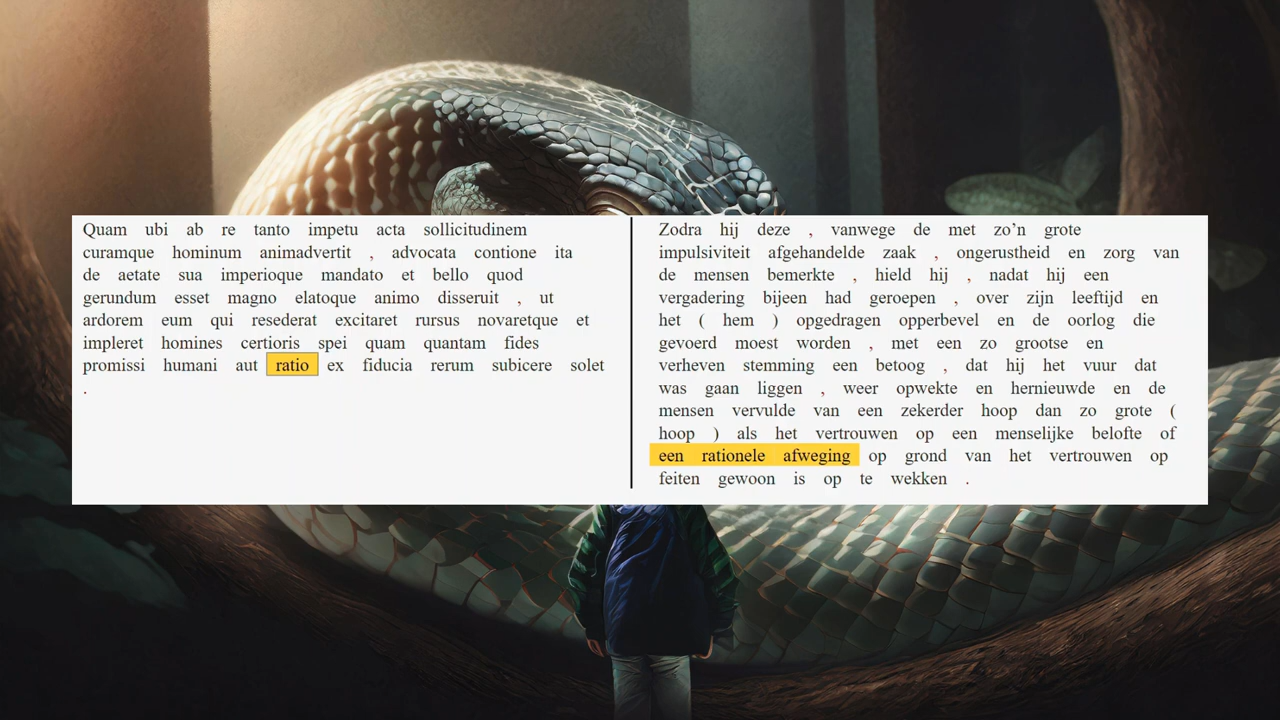 Quam ubi ab re tanto impetu acta sollicitudinem
curamque hominum animadvertit , advocata contione ita
de aetate sua imperioque mandato et bello quod
gerundum esset magno elatoque animo disseruit , ut
ardorem eum qui resederat excitaret rursus novaretque et
impleret homines certioris spei quam quantam fides
promissi humani aut ratio ex fiducia rerum subicere solet
.
Zodra hij deze , vanwege de met zo’n grote
impulsiviteit afgehandelde zaak , ongerustheid en zorg van
de mensen bemerkte , hield hij , nadat hij een
vergadering bijeen had geroepen , over zijn leeftijd en
het ( hem ) opgedragen opperbevel en de oorlog die
gevoerd moest worden , met een zo grootse en
verheven stemming een betoog , dat hij het vuur dat
was gaan liggen , weer opwekte en hernieuwde en de
mensen vervulde van een zekerder hoop dan zo grote (
hoop ) als het vertrouwen op een menselijke belofte of
een rationele afweging op grond van het vertrouwen op
feiten gewoon is op te wekken .